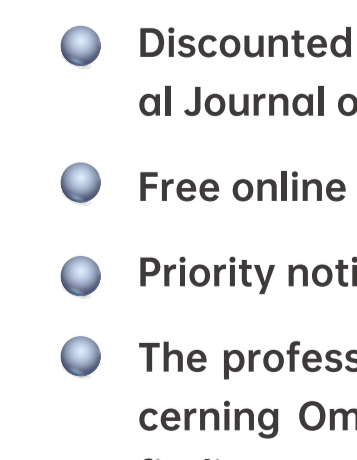 Discounted
al Journal o
Free online
Priority noti
The profess
cerning Om